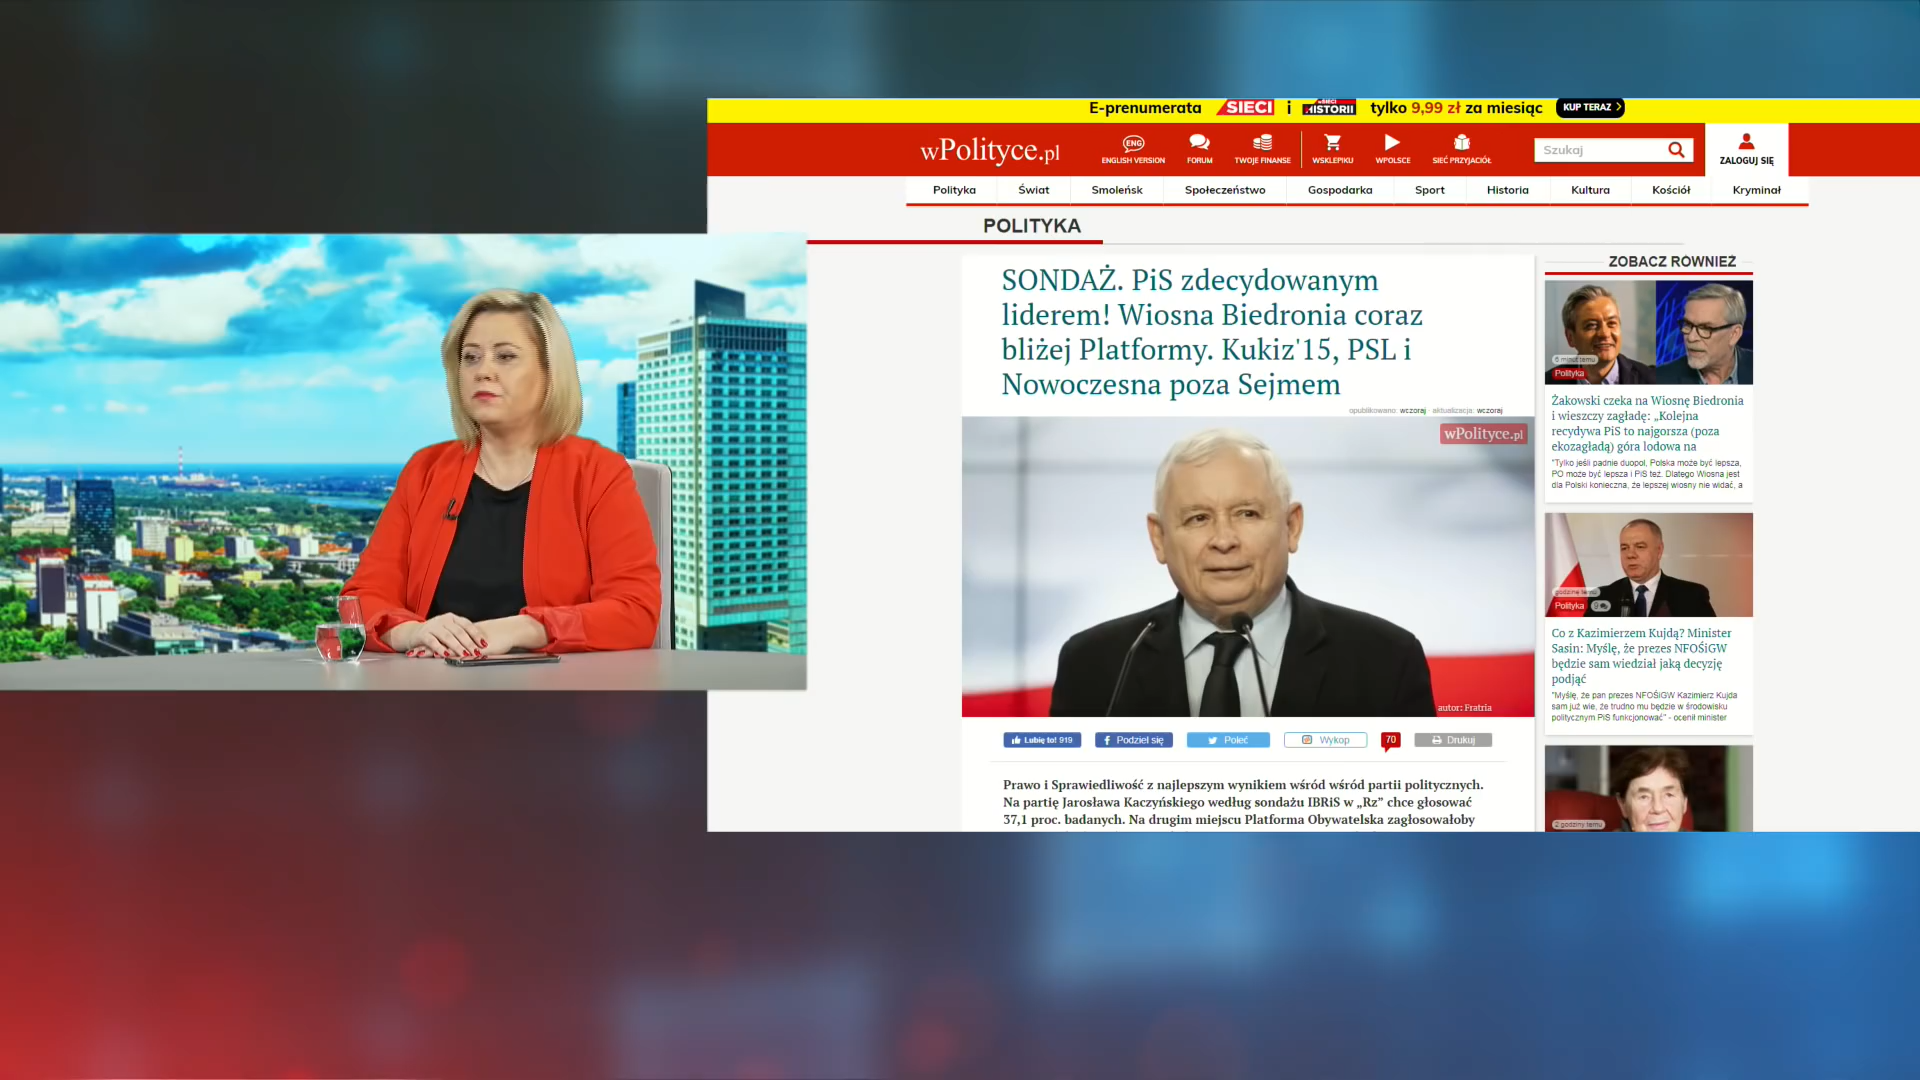 E-prenumerata SIECI i wSIECI HISTORII tylko 9,99 zł za miesiąc KUP TERAZ
wPolityce.pl
ENG
ENGLISH VERSION FORUM TWOJE FINANSE WSKLEPIKU WPOLSCE SIEĆ PRZYJACIÓŁ
Szukaj
ZALOGUJ SIĘ
Polityka Świat Smoleńsk Społeczeństwo Gospodarka Sport Historia Kultura Kościół Kryminał
POLITYKA
SONDAŻ. PiS zdecydowanym
liderem! Wiosna Biedronia coraz
bliżej Platformy. Kukiz'15, PSL i
Nowoczesna poza Sejmem
opublikowano: wczoraj · aktualizacja: wczoraj
wPolityce.pl
autor: Fratria
Lubię to! 919 Podziel się Poleć Wykop 70 Drukuj
Prawo i Sprawiedliwość z najlepszym wynikiem wśród wśród partii politycznych.
Na partię Jarosława Kaczyńskiego według sondażu IBRiS w „Rz” chce głosować
37,1 proc. badanych. Na drugim miejscu Platforma Obywatelska zagłosowałoby
ZOBACZ RÓWNIEŻ
6 minut temu
Polityka
Żakowski czeka na Wiosnę Biedronia
i wieszczy zagładę: „Kolejna
recydywa PiS to najgorsza (poza
ekozagładą) góra lodowa na
"Tylko jeśli padnie duopol, Polska może być lepsza,
PO może być lepsza i PiS też. Dlatego Wiosna jest
dla Polski konieczna, że lepszej wiosny nie widać, a
godzinę temu
Polityka 9
Co z Kazimierzem Kujdą? Minister
Sasin: Myślę, że prezes NFOŚiGW
będzie sam wiedział jaką decyzję
podjąć
"Myślę, że pan prezes NFOŚiGW Kazimierz Kujda
sam już wie, że trudno mu będzie w środowisku
politycznym PiS funkcjonować" - ocenił minister
2 godziny temu